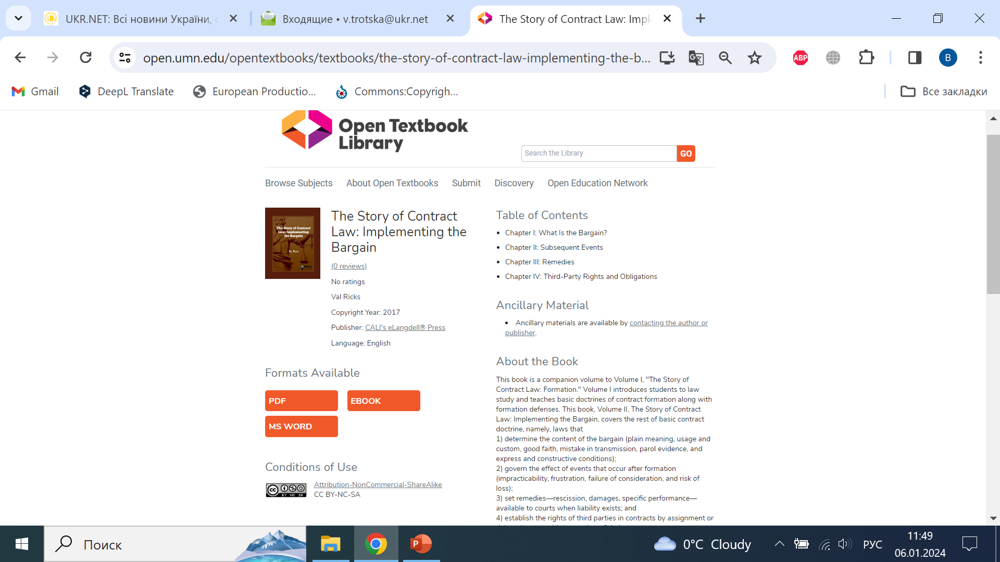 UKR.NET: Всі новини України,
Входящие • v.trotska@ukr.net
The Story of Contract Law: Impl
open.umn.edu/opentextbooks/textbooks/the-story-of-contract-law-implementing-the-b...
ABP
B
Gmail
DeepL Translate
European Productio...
Commons:Copyrigh...
Все закладки
Open Textbook
Library
Search the Library
GO
Browse Subjects
About Open Textbooks
Submit
Discovery
Open Education Network
The Story of Contract
Law: Implementing
the Bargain
Val Ricks
The Story of Contract
Law: Implementing the
Bargain
(0 reviews)
No ratings
Val Ricks
Copyright Year: 2017
Publisher: CALI's eLangdell® Press
Language: English
Formats Available
PDF
EBOOK
MS WORD
Conditions of Use
CC BY NC SA
Attribution-NonCommercial-ShareAlike
CC BY-NC-SA
Table of Contents
• Chapter I: What Is the Bargain?
• Chapter II: Subsequent Events
• Chapter III: Remedies
• Chapter IV: Third-Party Rights and Obligations
Ancillary Material
• Ancillary materials are available by contacting the author or
publisher.
About the Book
This book is a companion volume to Volume I, "The Story of
Contract Law: Formation." Volume I introduces students to law
study and teaches basic doctrines of contract formation along with
formation defenses. This book, Volume II, The Story of Contract
Law: Implementing the Bargain, covers the rest of basic contract
doctrine, namely, laws that
1) determine the content of the bargain (plain meaning, usage and
custom, good faith, mistake in transmission, parol evidence, and
express and constructive conditions);
2) govern the effect of events that occur after formation
(impracticability, frustration, failure of consideration, and risk of
loss);
3) set remedies—rescission, damages, specific performance—
available to courts when liability exists; and
4) establish the rights of third parties in contracts by assignment or
Поиск
P
0°C Cloudy
РУС
11:49
06.01.2024